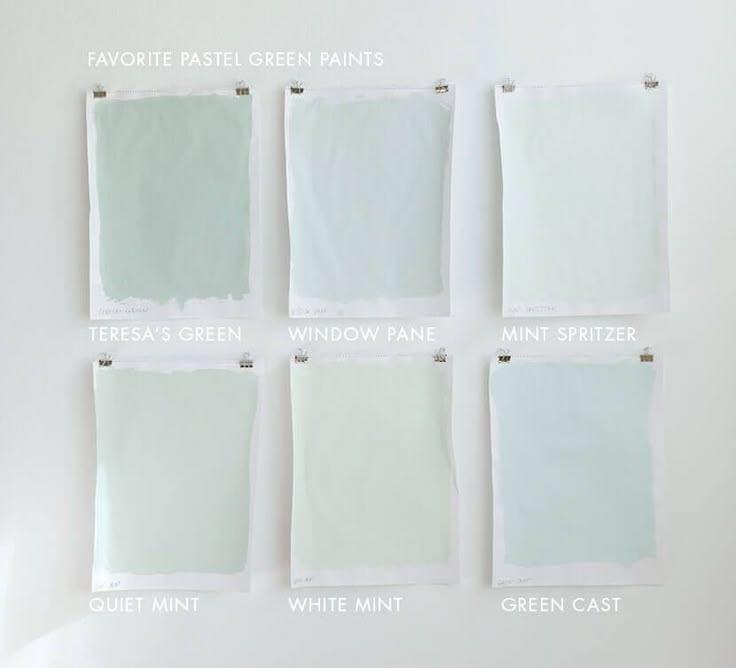 FAVORITE PASTEL GREEN PAINTS
TERESA'S GREEN
WINDOW PANE
MINT SPRITZER
QUIET MINT
WHITE MINT
GREEN CAST